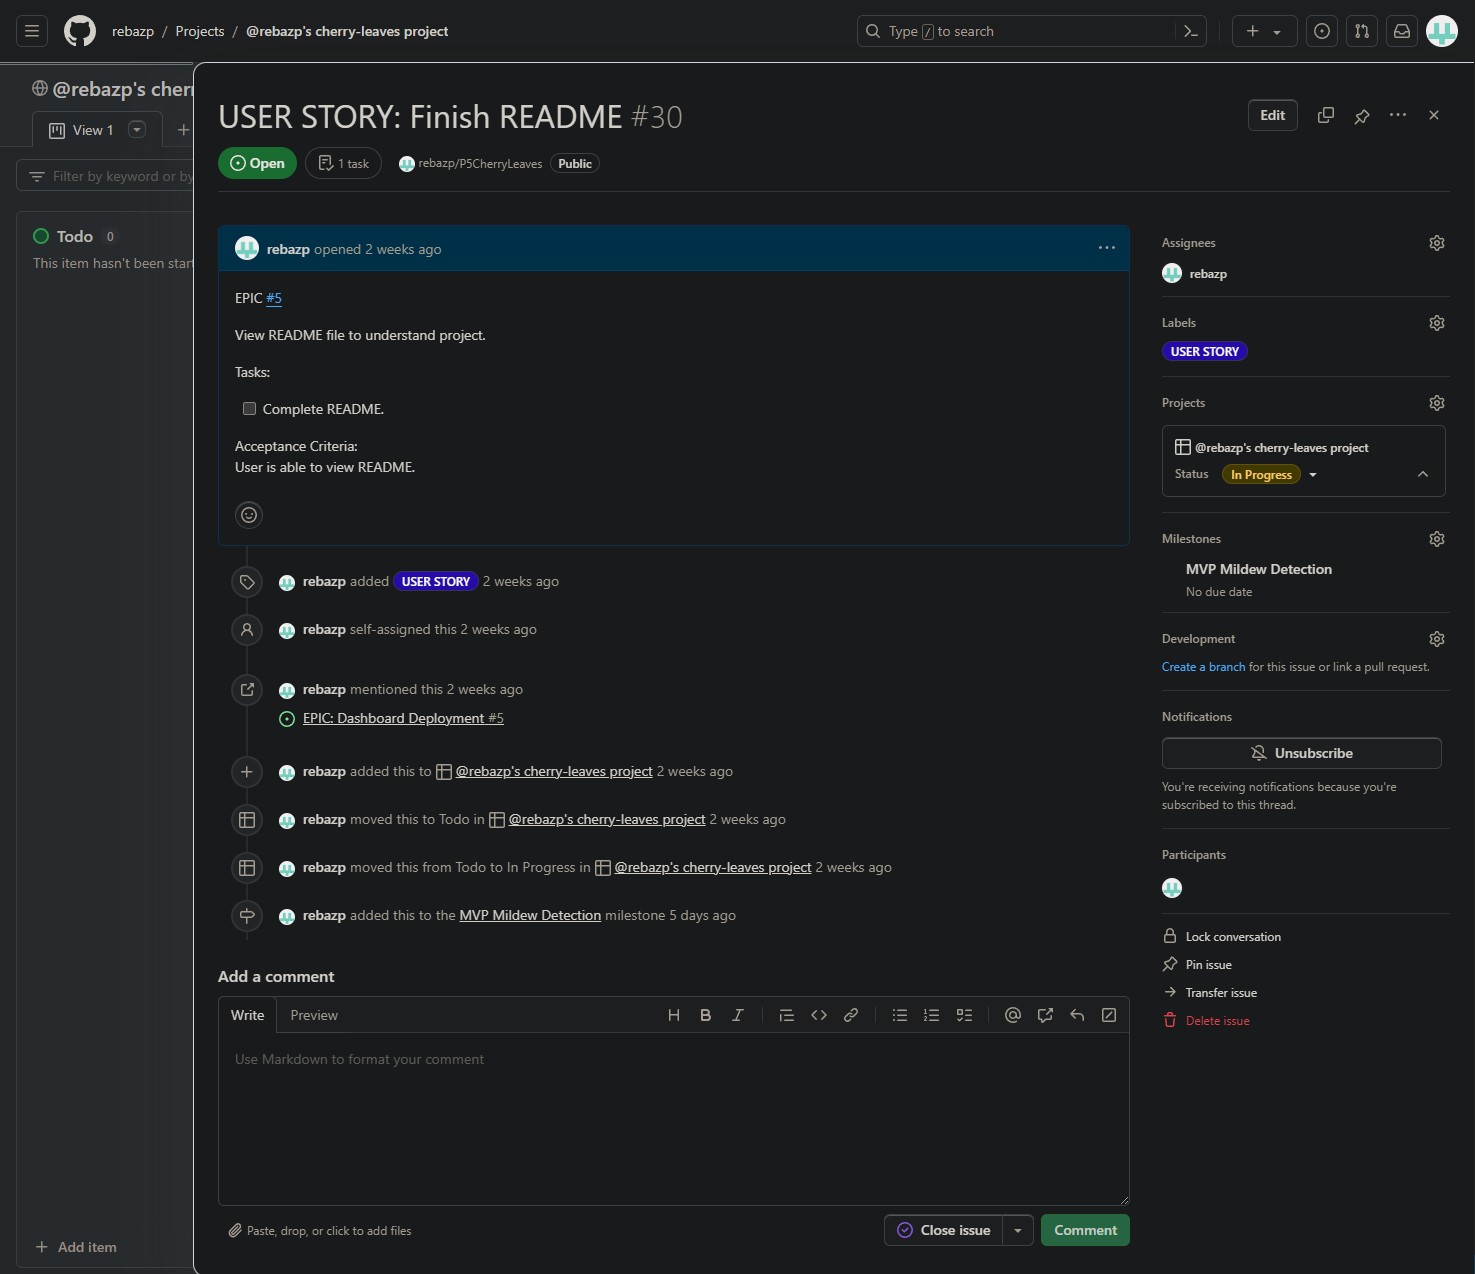 rebazp / Projects / @rebazp's cherry-leaves project
Type / to search
@rebazp's cherr
View 1
Filter by keyword or by
Todo 0
This item hasn't been start
Add item
USER STORY: Finish README #30
Edit
Open
1 task
rebazp/P5CherryLeaves
Public
rebazp opened 2 weeks ago
EPIC #5
View README file to understand project.
Tasks:
Complete README.
Acceptance Criteria:
User is able to view README.
rebazp added USER STORY 2 weeks ago
rebazp self-assigned this 2 weeks ago
rebazp mentioned this 2 weeks ago
EPIC: Dashboard Deployment #5
rebazp added this to @rebazp's cherry-leaves project 2 weeks ago
rebazp moved this to Todo in @rebazp's cherry-leaves project 2 weeks ago
rebazp moved this from Todo to In Progress in @rebazp's cherry-leaves project 2 weeks ago
rebazp added this to the MVP Mildew Detection milestone 5 days ago
Add a comment
Write Preview
Use Markdown to format your comment
Paste, drop, or click to add files
Close issue
Comment
Assignees
rebazp
Labels
USER STORY
Projects
@rebazp's cherry-leaves project
Status In Progress
Milestones
MVP Mildew Detection
No due date
Development
Create a branch for this issue or link a pull request.
Notifications
Unsubscribe
You're receiving notifications because you're
subscribed to this thread.
Participants
Lock conversation
Pin issue
Transfer issue
Delete issue